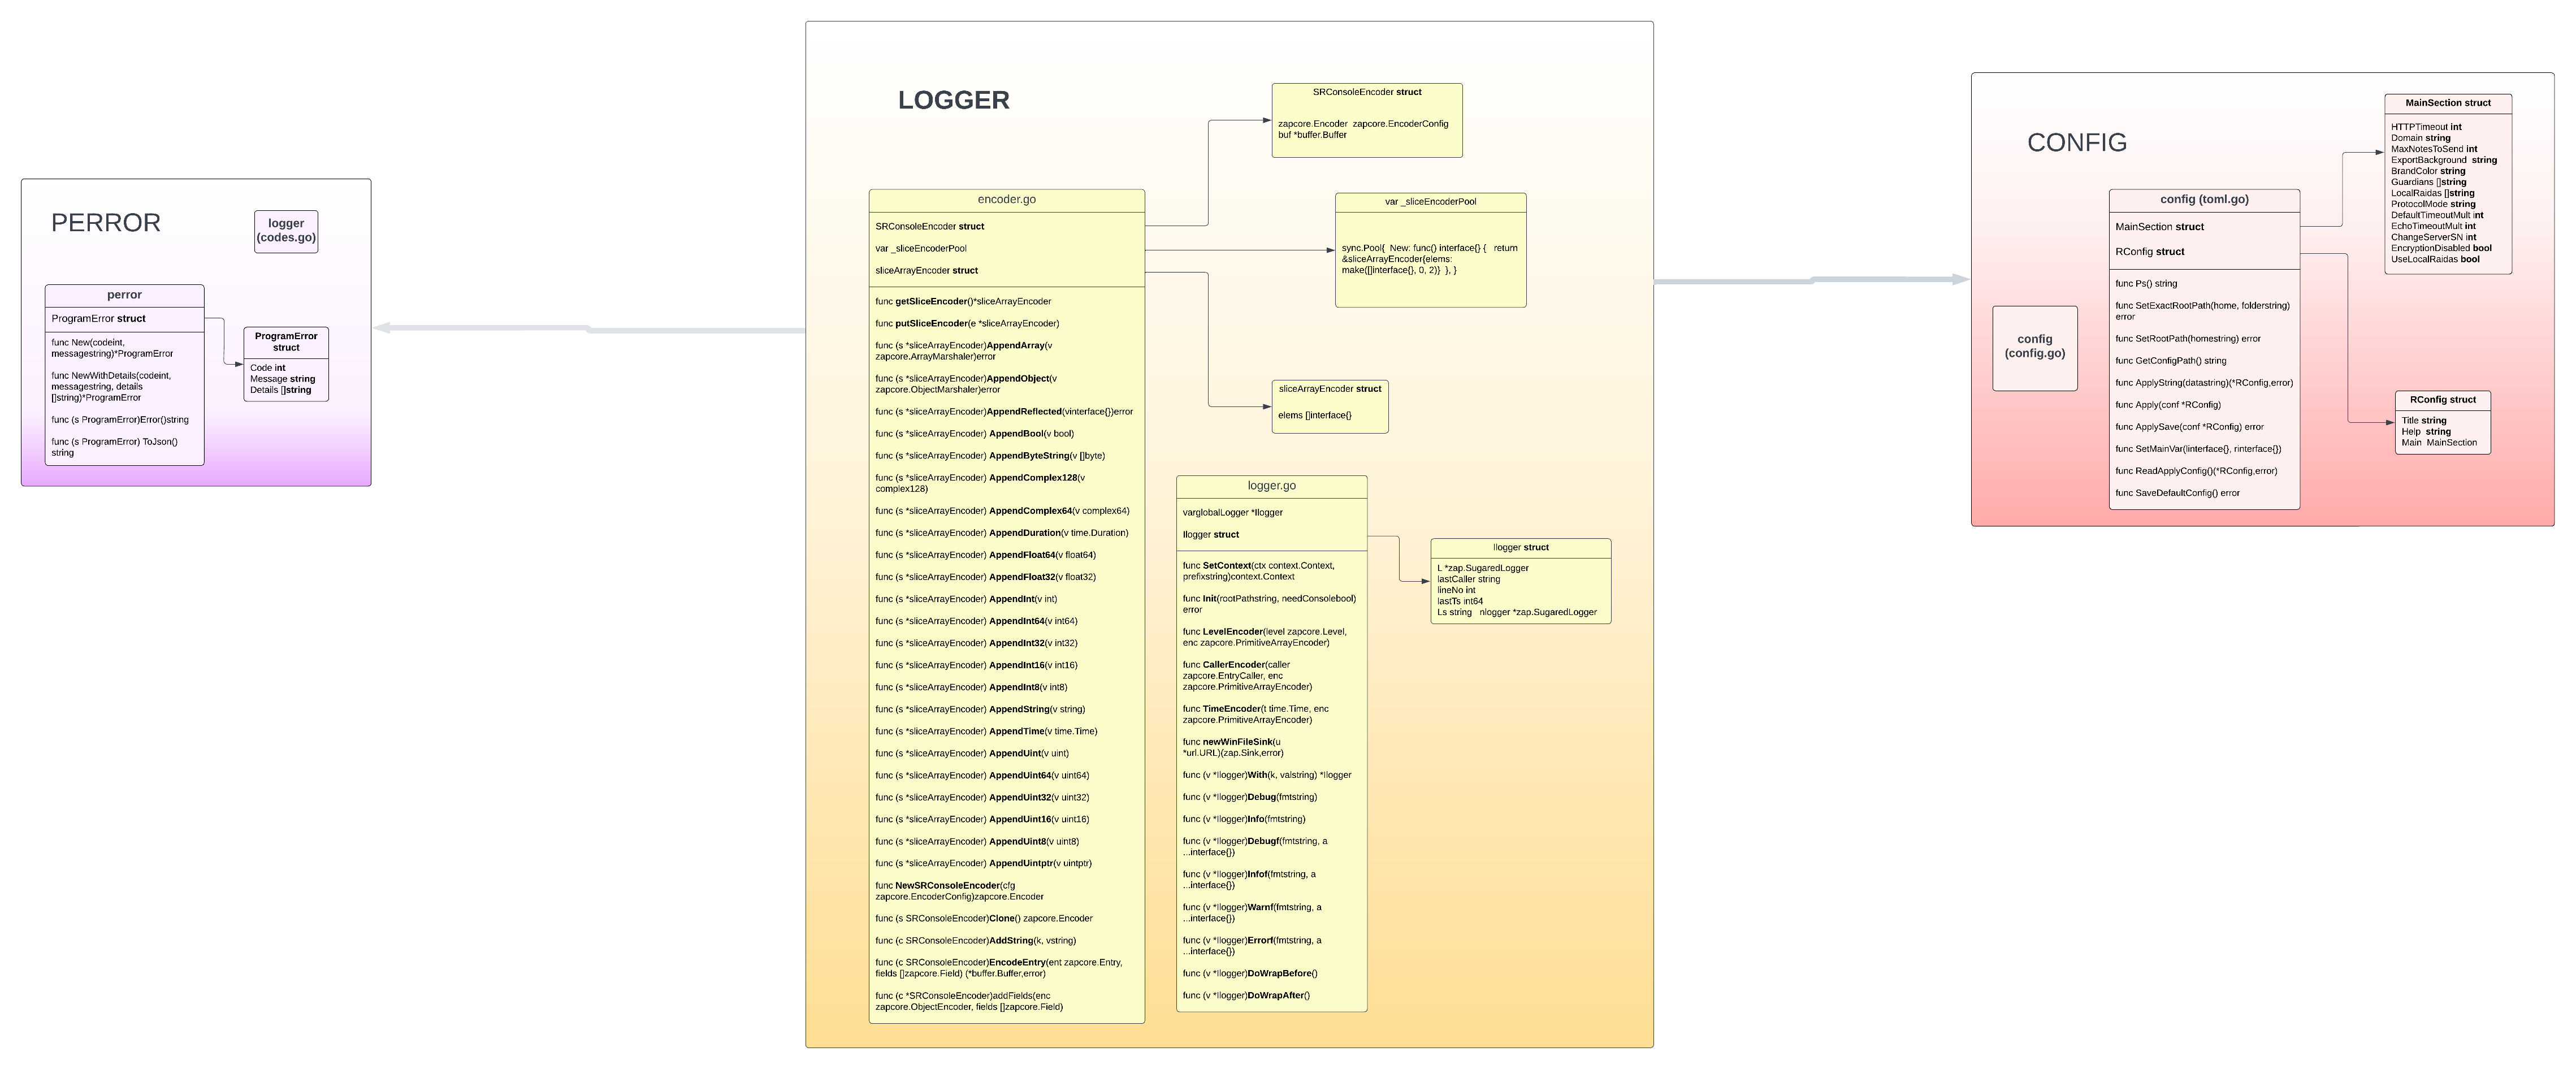 PERROR
logger
(codes.go)
perror
ProgramError struct
func New(codeint,
messagestring)*ProgramError
func NewWithDetails(codeint,
messagestring, details
[]string)*ProgramError
func (s ProgramError)Error()string
func (s ProgramError) ToJson()
string
ProgramError
struct
Code int
Message string
Details []string
LOGGER
encoder.go
SRConsoleEncoder struct
var _sliceEncoderPool
sliceArrayEncoder struct
func getSliceEncoder()*sliceArrayEncoder
func putSliceEncoder(e *sliceArrayEncoder)
func (s *sliceArrayEncoder)AppendArray(v
zapcore.ArrayMarshaler)error
func (s *sliceArrayEncoder)AppendObject(v
zapcore.ObjectMarshaler)error
func (s *sliceArrayEncoder)AppendReflected(vinterface{})error
func (s *sliceArrayEncoder) AppendBool(v bool)
func (s *sliceArrayEncoder) AppendByteString(v []byte)
func (s *sliceArrayEncoder) AppendComplex128(v
complex128)
func (s *sliceArrayEncoder) AppendComplex64(v complex64)
func (s *sliceArrayEncoder) AppendDuration(v time.Duration)
func (s *sliceArrayEncoder) AppendFloat64(v float64)
func (s *sliceArrayEncoder) AppendFloat32(v float32)
func (s *sliceArrayEncoder) AppendInt(v int)
func (s *sliceArrayEncoder) AppendInt64(v int64)
func (s *sliceArrayEncoder) AppendInt32(v int32)
func (s *sliceArrayEncoder) AppendInt16(v int16)
func (s *sliceArrayEncoder) AppendInt8(v int8)
func (s *sliceArrayEncoder) AppendString(v string)
func (s *sliceArrayEncoder) AppendTime(v time.Time)
func (s *sliceArrayEncoder) AppendUint(v uint)
func (s *sliceArrayEncoder) AppendUint64(v uint64)
func (s *sliceArrayEncoder) AppendUint32(v uint32)
func (s *sliceArrayEncoder) AppendUint16(v uint16)
func (s *sliceArrayEncoder) AppendUint8(v uint8)
func (s *sliceArrayEncoder) AppendUintptr(v uintptr)
func NewSRConsoleEncoder(cfg
zapcore.EncoderConfig)zapcore.Encoder
func (s SRConsoleEncoder)Clone() zapcore.Encoder
func (c SRConsoleEncoder)AddString(k, vstring)
func (c SRConsoleEncoder)EncodeEntry(ent zapcore.Entry,
fields []zapcore.Field) (*buffer.Buffer,error)
func (c *SRConsoleEncoder)addFields(enc
zapcore.ObjectEncoder, fields []zapcore.Field)
SRConsoleEncoder struct
zapcore.Encoder  zapcore.EncoderConfig
buf *buffer.Buffer
var _sliceEncoderPool
sync.Pool{  New: func() interface{} {   return
&sliceArrayEncoder{elems:
make([]interface{}, 0, 2)}  }, }
sliceArrayEncoder struct
elems []interface{}
logger.go
varglobalLogger *llogger
llogger struct
func SetContext(ctx context.Context,
prefixstring)context.Context
func Init(rootPathstring, needConsolebool)
error
func LevelEncoder(level zapcore.Level,
enc zapcore.PrimitiveArrayEncoder)
func CallerEncoder(caller
zapcore.EntryCaller, enc
zapcore.PrimitiveArrayEncoder)
func TimeEncoder(t time.Time, enc
zapcore.PrimitiveArrayEncoder)
func newWinFileSink(u
*url.URL)(zap.Sink,error)
func (v *llogger)With(k, valstring) *llogger
func (v *llogger)Debug(fmtstring)
func (v *llogger)Info(fmtstring)
func (v *llogger)Debugf(fmtstring, a
...interface{})
func (v *llogger)Infof(fmtstring, a
...interface{})
func (v *llogger)Warnf(fmtstring, a
...interface{})
func (v *llogger)Errorf(fmtstring, a
...interface{})
func (v *llogger)DoWrapBefore()
func (v *llogger)DoWrapAfter()
llogger struct
L *zap.SugaredLogger
lastCaller string
lineNo int
lastTs int64
Ls string   nlogger *zap.SugaredLogger
CONFIG
config
(config.go)
config (toml.go)
MainSection struct
RConfig struct
func Ps() string
func SetExactRootPath(home, folderstring)
error
func SetRootPath(homestring) error
func GetConfigPath() string
func ApplyString(datastring)(*RConfig,error)
func Apply(conf *RConfig)
func ApplySave(conf *RConfig) error
func SetMainVar(linterface{}, rinterface{})
func ReadApplyConfig()(*RConfig,error)
func SaveDefaultConfig() error
MainSection struct
HTTPTimeout int
Domain string
MaxNotesToSend int
ExportBackground  string
BrandColor string
Guardians []string
LocalRaidas []string
ProtocolMode string
DefaultTimeoutMult int
EchoTimeoutMult int
ChangeServerSN int
EncryptionDisabled bool
UseLocalRaidas bool
RConfig struct
Title string
Help  string
Main  MainSection